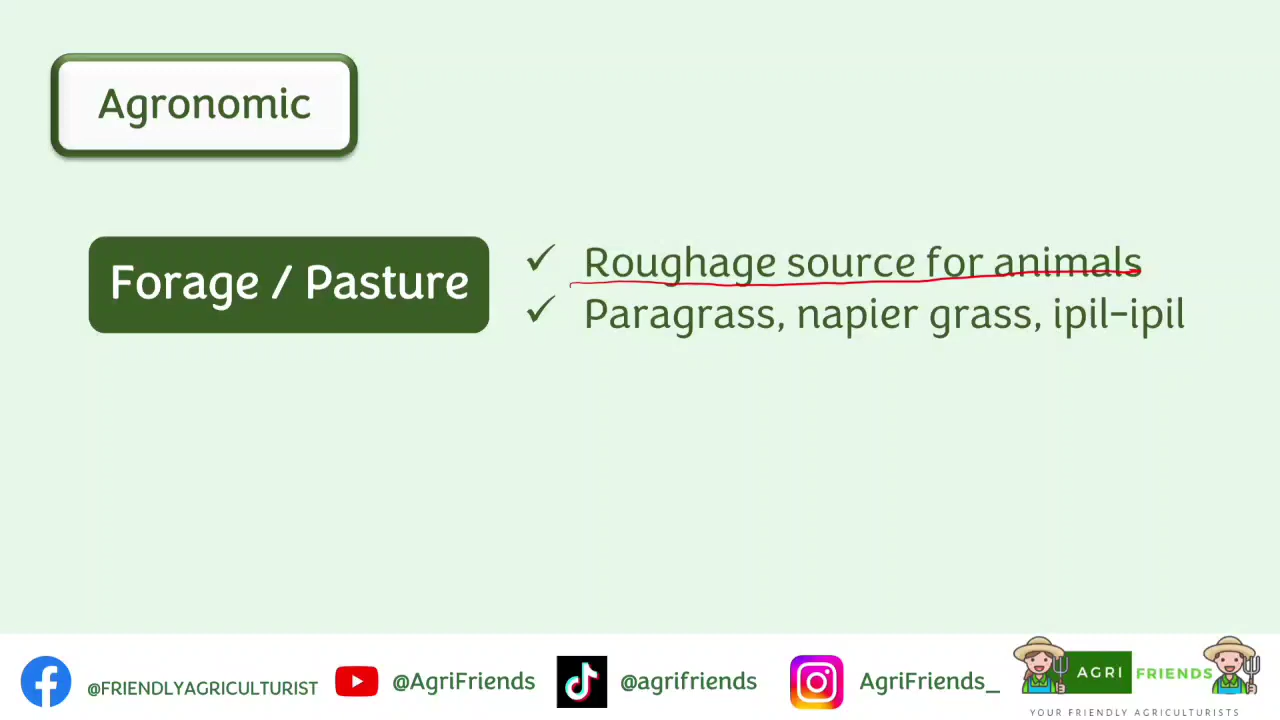 Agronomic
Forage / Pasture
✓ Roughage source for animals
✓ Paragrass, napier grass, ipil-ipil
@FRIENDLYAGRICULTURIST
@AgriFriends
@agrifriends
AgriFriends_
AGRI FRIENDS
YOUR FRIENDLY AGRICULTURISTS